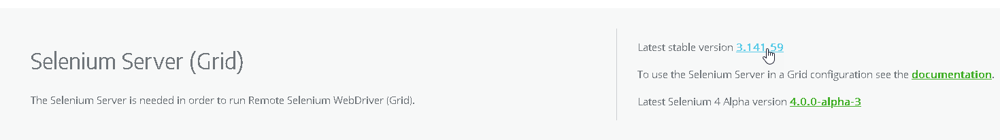 Selenium Server (Grid)
The Selenium Server is needed in order to run Remote Selenium WebDriver (Grid).
Latest stable version 3.141.59
To use the Selenium Server in a Grid configuration see the documentation.
Latest Selenium 4 Alpha version 4.0.0-alpha-3